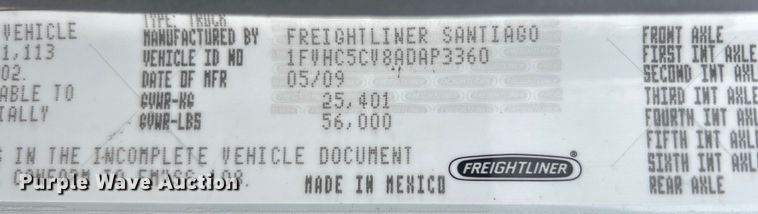 VEHICLE
1,113
02.
ABLE TO
IALLY
TYPE: TRUCK
MANUFACTURED BY FREIGHTLINER SANTIAGO
VEHICLE ID NO 1FVHC5CV8ADAP3360
DATE OF MFR 05/09
GVWR-KG 25,401
GVWR-LBS 56,000
IN THE INCOMPLETE VEHICLE DOCUMENT
MADE IN MEXICO
FREIGHTLINER®
FRONT AXLE
FIRST INT AXLE
SECOND INT AXL
THIRD INT AXLE
FOURTH INT AXL
FIFTH INT AXL
SIXTH INT AXL
REAR AXLE
Purple Wave Auction